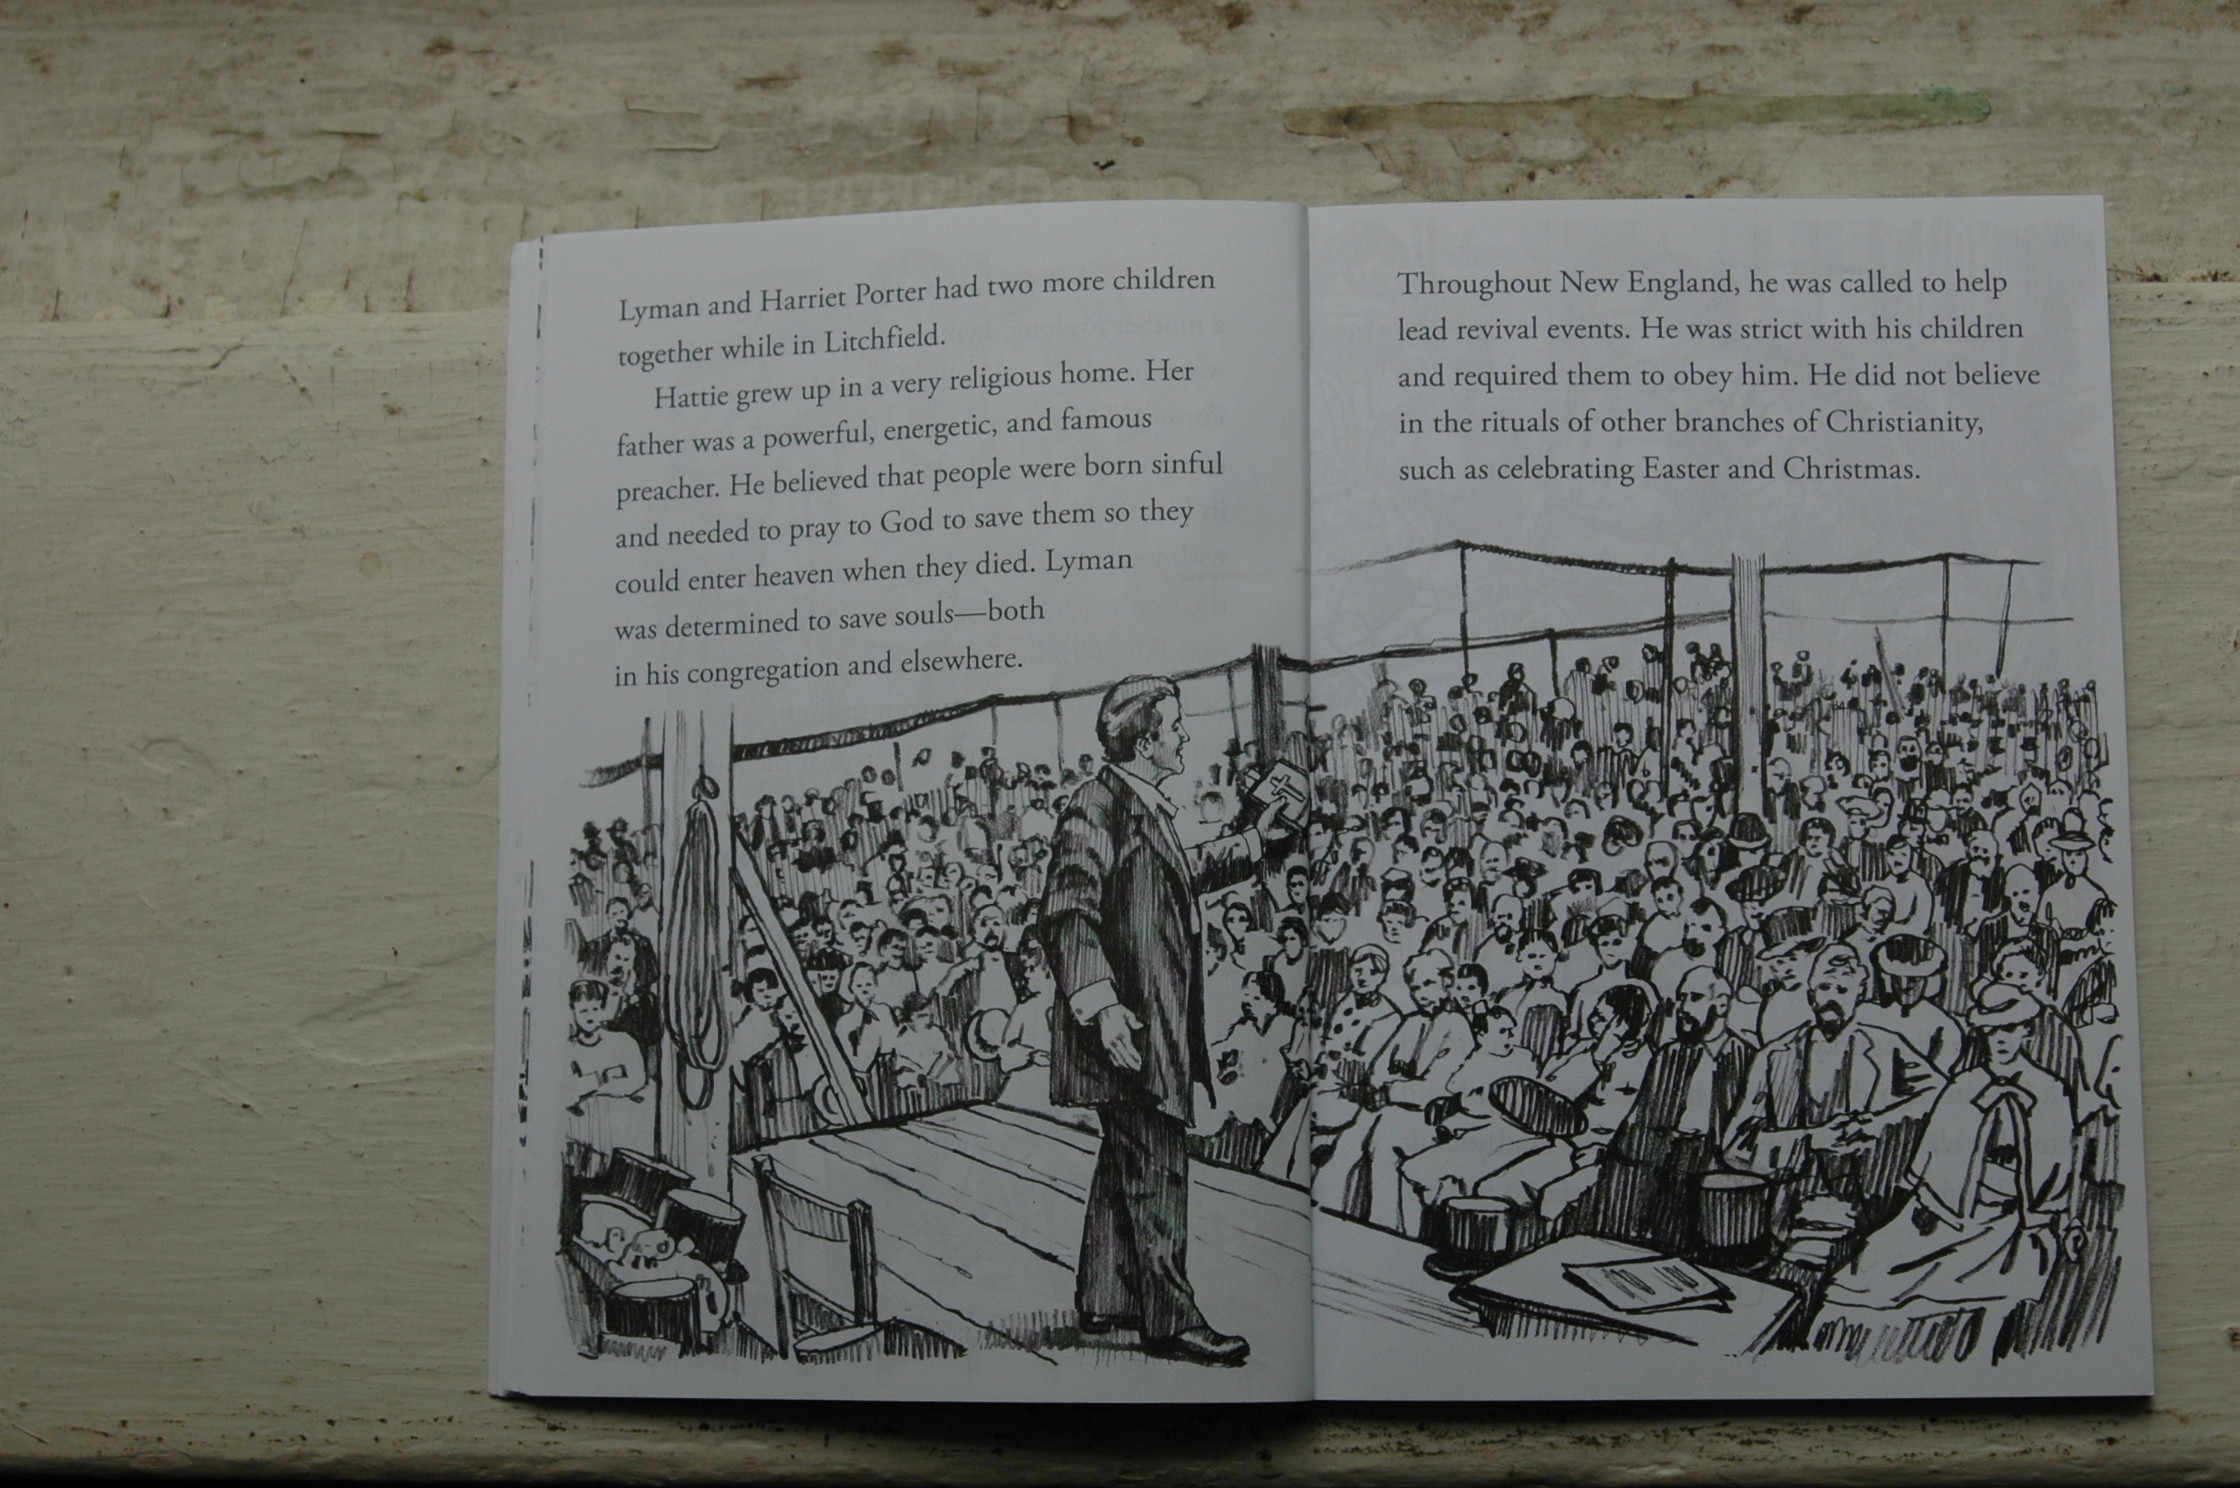 Lyman and Harriet Porter had two more children
together while in Litchfield.
Hattie grew up in a very religious home. Her
father was a powerful, energetic, and famous
preacher. He believed that people were born sinful
and needed to pray to God to save them so they
could enter heaven when they died. Lyman
was determined to save souls—both
in his congregation and elsewhere.
Throughout New England, he was called to help
lead revival events. He was strict with his children
and required them to obey him. He did not believe
in the rituals of other branches of Christianity,
such as celebrating Easter and Christmas.